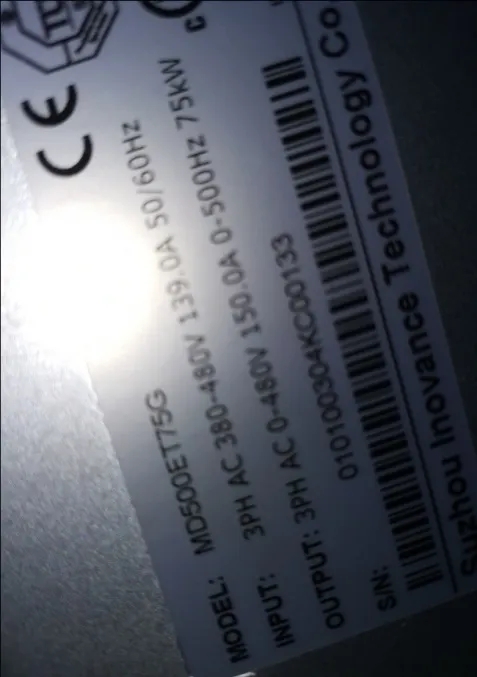 CE
MODEL: MD500ET75G
INPUT: 3PH AC 380-480V 139.0A 50/60Hz
OUTPUT: 3PH AC 0-480V 150.0A 0-500Hz 75kW
S/N: 010100304KC00133
Suzhou Inovance Technology Co.